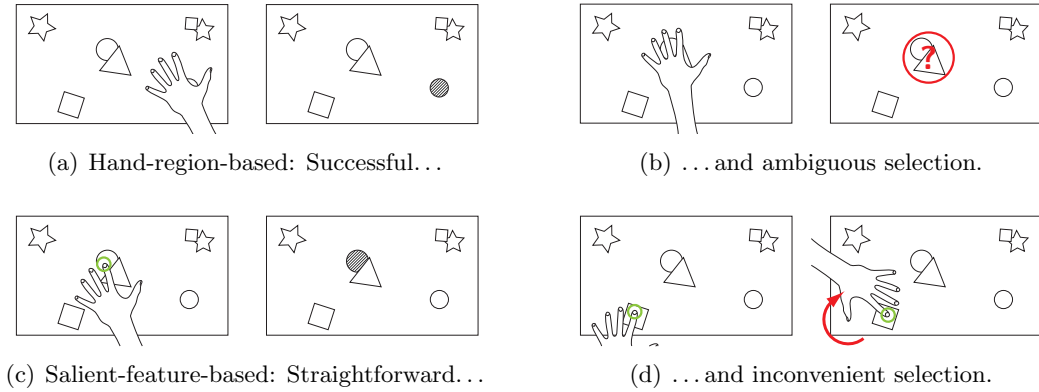 ?
(a) Hand-region-based: Successful...
(b) ...and ambiguous selection.
(c) Salient-feature-based: Straightforward...
(d) ...and inconvenient selection.